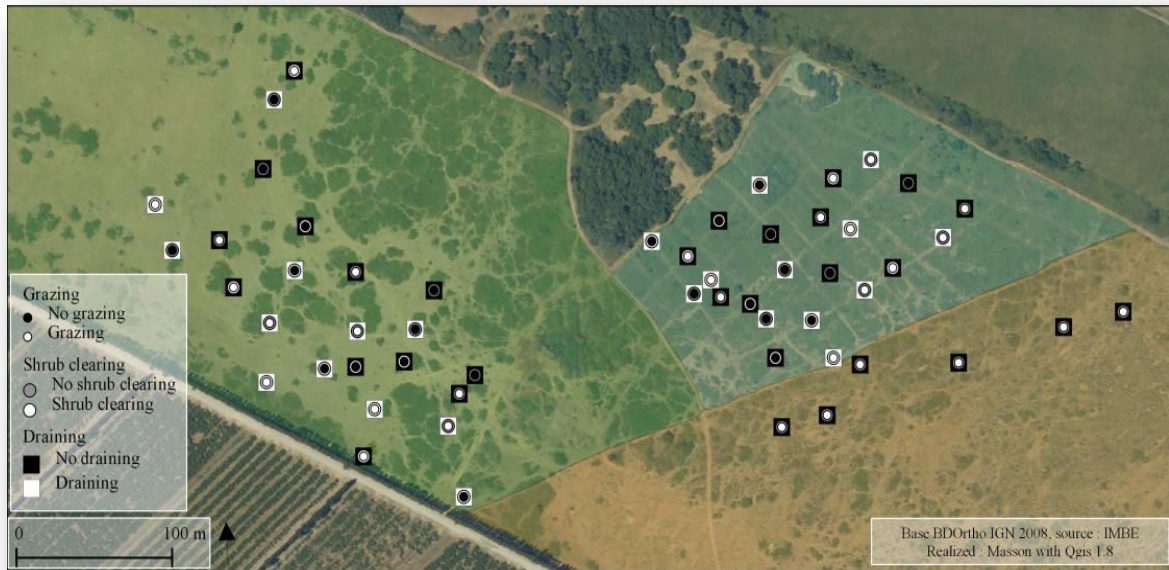 Grazing
No grazing
Grazing
Shrub clearing
No shrub clearing
Shrub clearing
Draining
No draining
Draining
0 100 m
Base BDOrtho IGN 2008, source : IMBE
Realized : Masson with Qgis 1.8